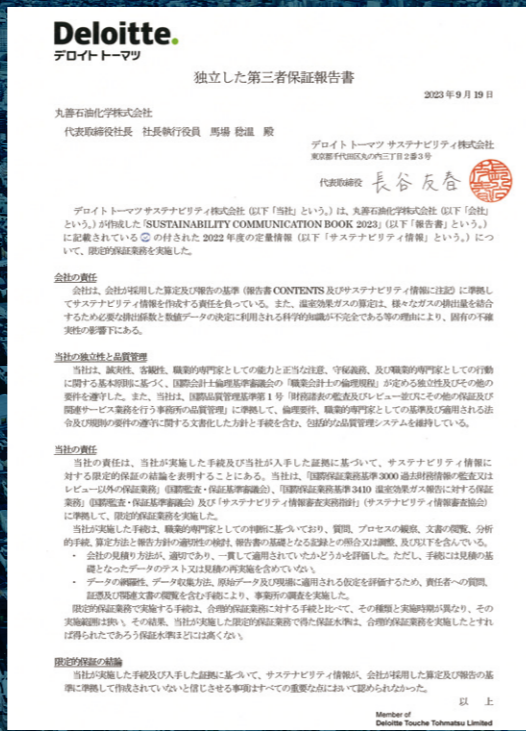 Deloitte.
デロイト トーマツ
独立した第三者保証報告書
2023年9月19日
丸善石油化学株式会社
代表取締役社長 社長執行役員 馬場 稔温 殿
デロイト トーマツ サステナビリティ株式会社
東京都千代田区丸の内三丁目2番3号
代表取締役 長谷友春
デロイト トーマツ サステナビリティ株式会社（以下「当社」という。）は、丸善石油化学株式会社（以下「会社」
という。）が作成した「SUSTAINABILITY COMMUNICATION BOOK 2023」（以下「報告書」という。）
に記載されている の付された2022年度の定量情報（以下「サステナビリティ情報」という。）につ
いて、限定的保証業務を実施した。
会社の責任
会社は、会社が採用した算定及び報告の基準（報告書CONTENTS及びサステナビリティ情報に注記）に準拠し
てサステナビリティ情報を作成する責任を負っている。また、温室効果ガスの算定は、様々なガスの排出量を結合
するため必要な排出係数と数値データの決定に利用される科学的知識が不完全である等の理由により、固有の不確
実性の影響下にある。
当社の独立性と品質管理
当社は、誠実性、客観性、職業的専門家としての能力と正当な注意、守秘義務、及び職業的専門家としての行動
に関する基本原則に基づく、国際会計士倫理基準審議会の「職業会計士の倫理規程」が定める独立性及びその他の
要件を遵守した。また、当社は、国際品質管理基準第1号「財務諸表の監査及びレビュー並びにその他の保証及び
関連サービス業務を行う事務所の品質管理」に準拠して、倫理要件、職業的専門家としての基準及び適用される法
令及び規則の要件の遵守に関する文書化した方針と手続を含む、包括的な品質管理システムを維持している。
当社の責任
当社の責任は、当社が実施した手続及び当社が入手した証拠に基づいて、サステナビリティ情報に
対する限定的保証の結論を表明することにある。当社は、「国際保証業務基準3000 過去財務情報の監査又は
レビュー以外の保証業務」（国際監査・保証基準審議会）、「国際保証業務基準3410 温室効果ガス報告に対する保証
業務」（国際監査・保証基準審議会）及び「サステナビリティ情報審査実務指針」（サステナビリティ情報審査協会）
に準拠して、限定的保証業務を実施した。
当社が実施した手続は、職業的専門家としての判断に基づいており、質問、プロセスの観察、文書の閲覧、分析
的手続、算定方法と報告方針の適切性の検討、報告書の基礎となる記録との照合又は調整、及び以下を含んでいる。
・ 会社の見積り方法が、適切であり、一貫して適用されていたかどうかを評価した。ただし、手続には見積の基
礎となったデータのテスト又は見積の再実施を含めていない。
・ データの網羅性、データ収集方法、原始データ及び現場に適用される仮定を評価するため、責任者への質問、
証憑及び関連文書の閲覧を含む手続により、事業所の調査を実施した。
限定的保証業務で実施する手続は、合理的保証業務に対する手続と比べて、その種類と実施時期が異なり、その
実施範囲は狭い。その結果、当社が実施した限定的保証業務で得た保証水準は、合理的保証業務を実施したとすれ
ば得られたであろう保証水準ほどには高くない。
限定的保証の結論
当社が実施した手続及び入手した証拠に基づいて、サステナビリティ情報が、会社が採用した算定及び報告の基
準に準拠して作成されていないと信じさせる事項はすべての重要な点において認められなかった。
以 上
Member of
Deloitte Touche Tohmatsu Limited